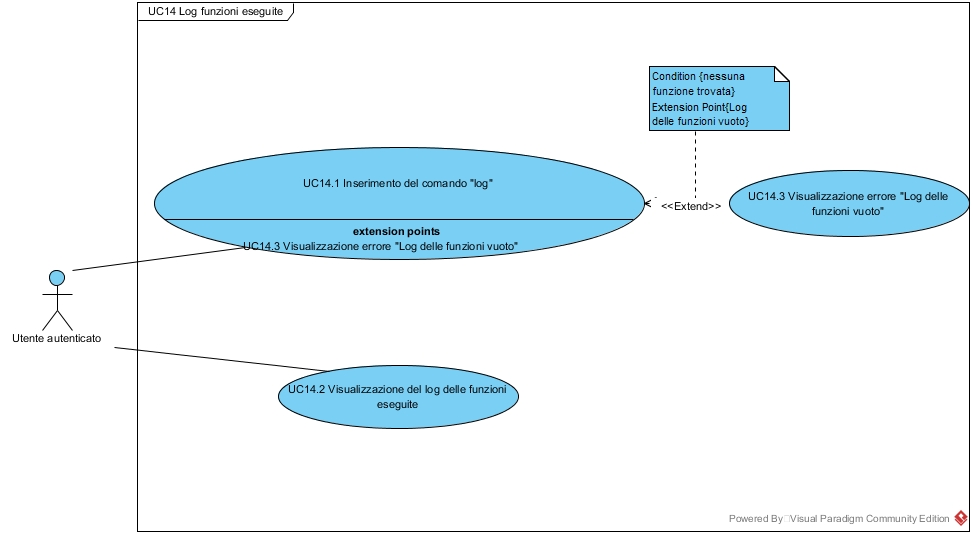 UC14 Log funzioni eseguite
Condition {nessuna
funzione trovata}
Extension Point{Log
delle funzioni vuoto}
UC14.1 Inserimento del comando "log"
extension points
UC14.3 Visualizzazione errore "Log delle funzioni vuoto"
<<Extend>>
UC14.3 Visualizzazione errore "Log delle
funzioni vuoto"
Utente autenticato
UC14.2 Visualizzazione del log delle funzioni
eseguite
Powered By Visual Paradigm Community Edition